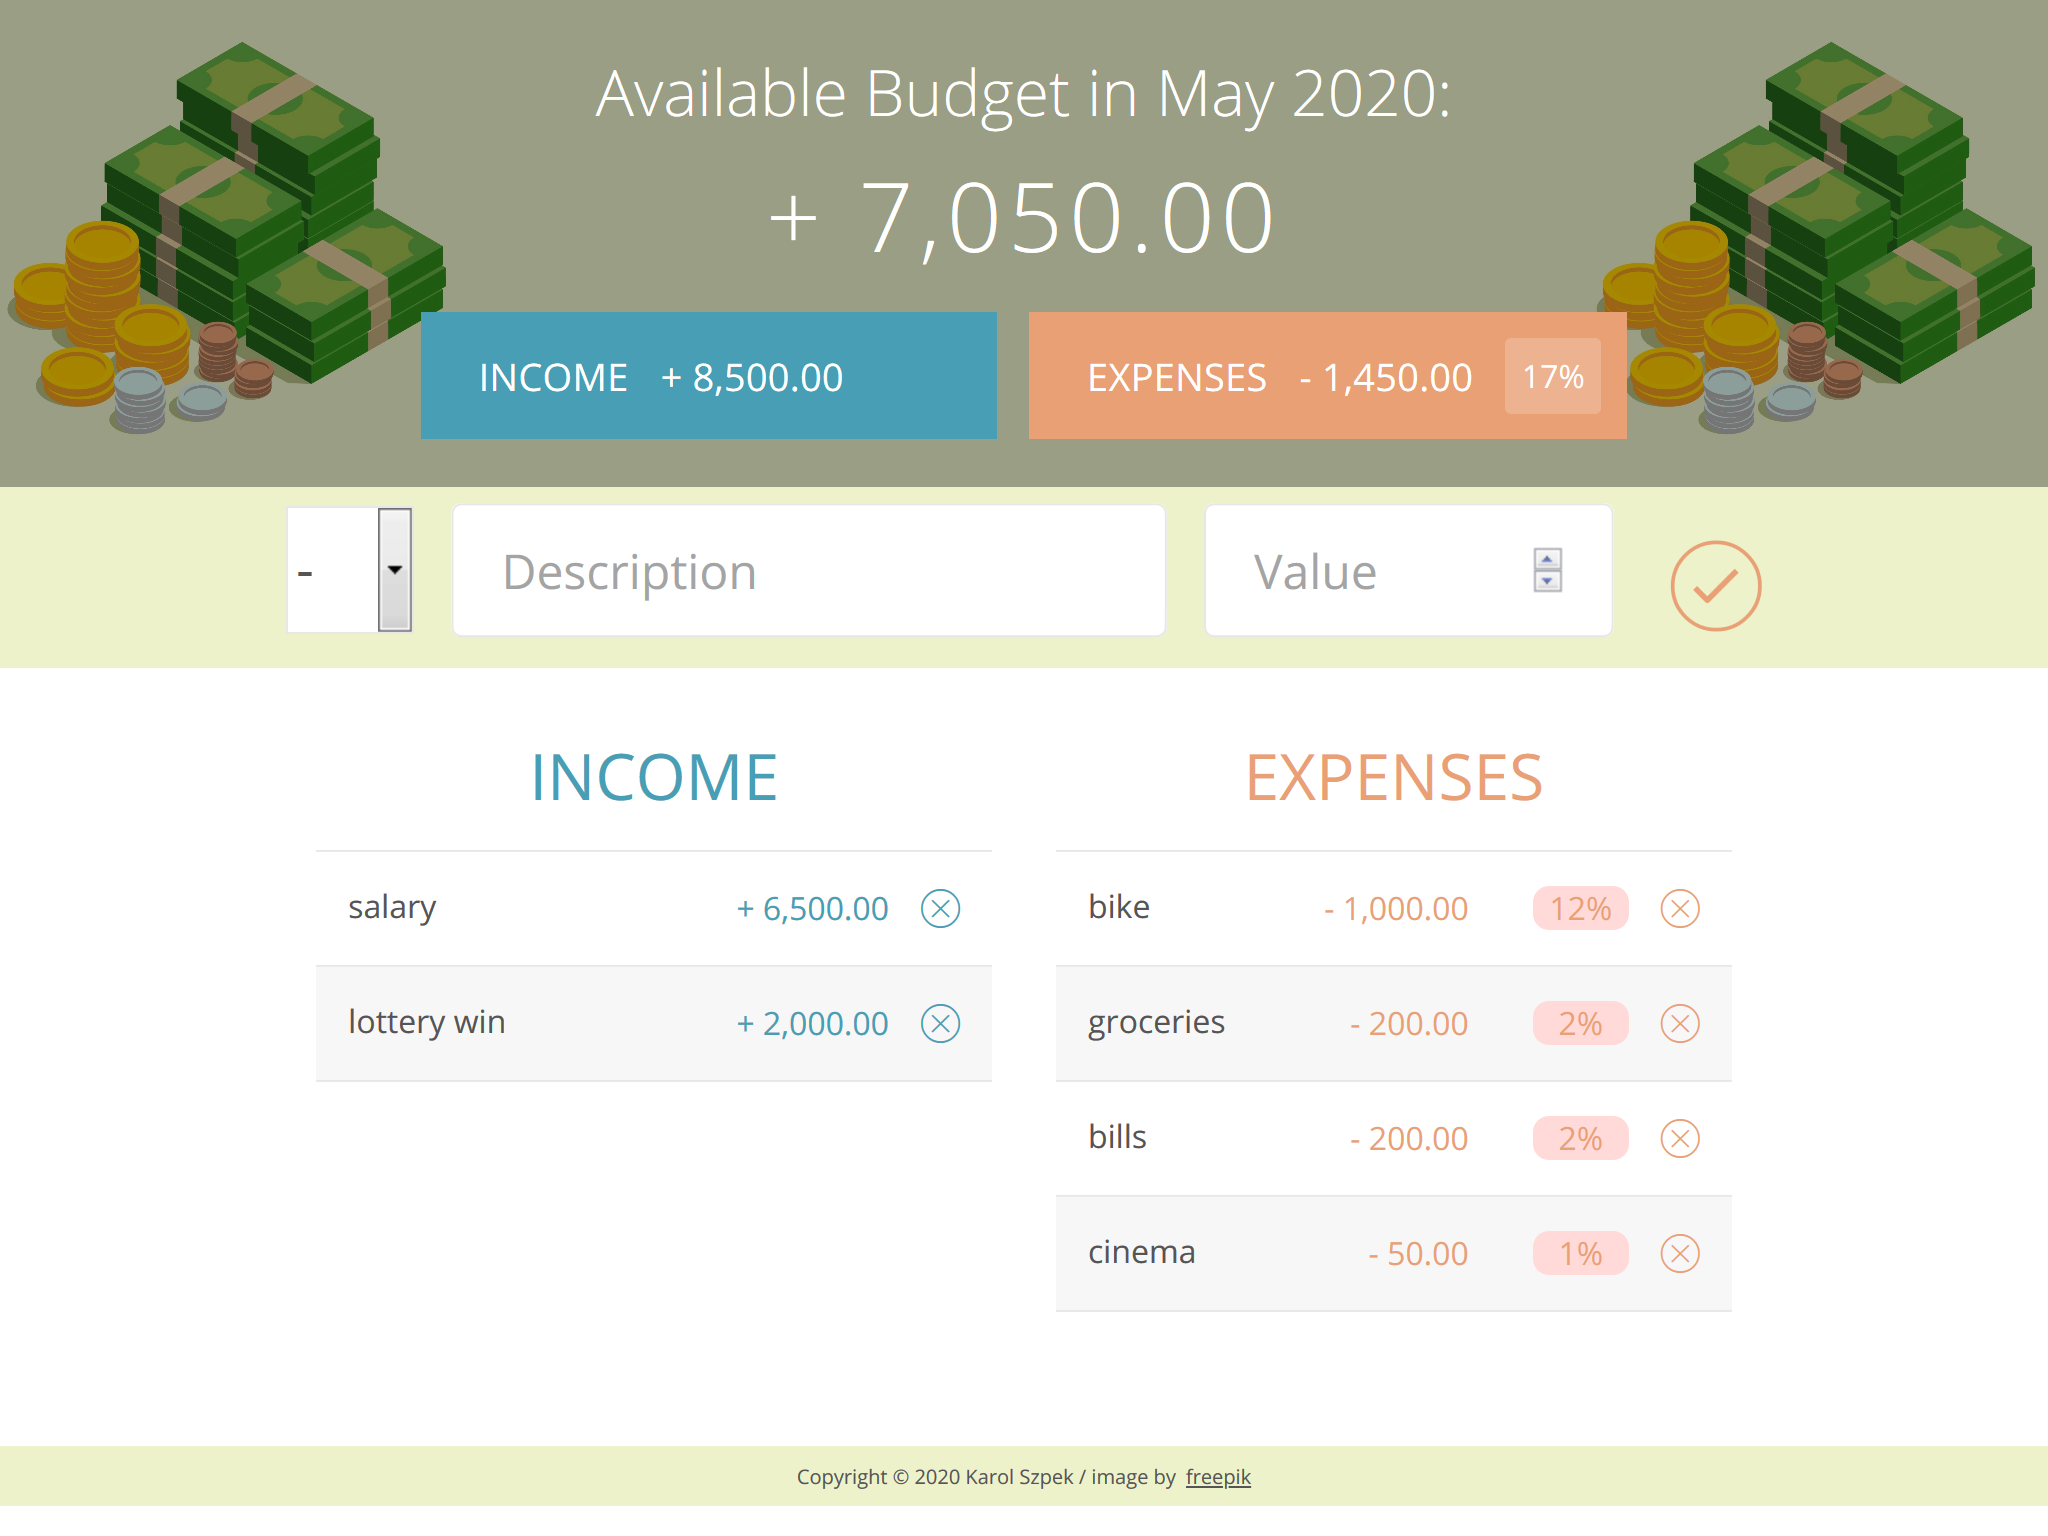 Available Budget in May 2020:
+ 7,050.00
INCOME + 8,500.00
EXPENSES - 1,450.00 17%
- Description Value
INCOME
salary + 6,500.00
lottery win + 2,000.00
EXPENSES
bike - 1,000.00 12%
groceries - 200.00 2%
bills - 200.00 2%
cinema - 50.00 1%
Copyright © 2020 Karol Szpek / image by freepik